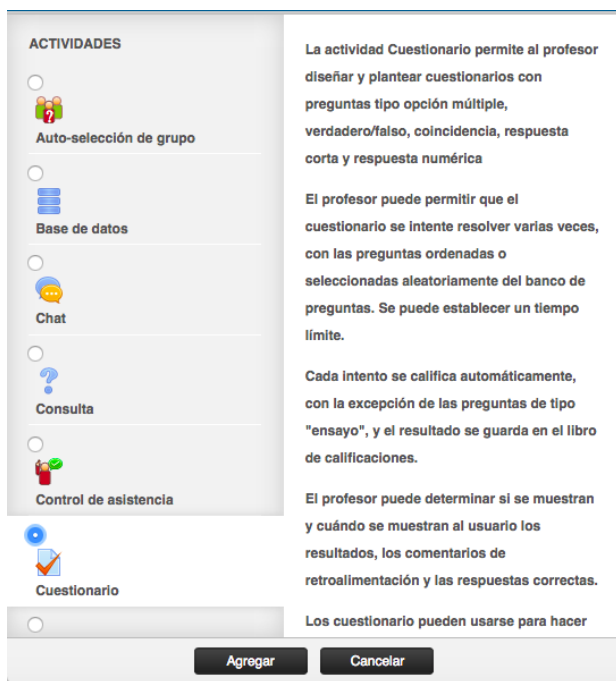 ACTIVIDADES
Auto-selección de grupo
Base de datos
Chat
Consulta
Control de asistencia
Cuestionario
La actividad Cuestionario permite al profesor
diseñar y plantear cuestionarios con
preguntas tipo opción múltiple,
verdadero/falso, coincidencia, respuesta
corta y respuesta numérica
El profesor puede permitir que el
cuestionario se intente resolver varias veces,
con las preguntas ordenadas o
seleccionadas aleatoriamente del banco de
preguntas. Se puede establecer un tiempo
límite.
Cada intento se califica automáticamente,
con la excepción de las preguntas de tipo
"ensayo", y el resultado se guarda en el libro
de calificaciones.
El profesor puede determinar si se muestran
y cuándo se muestran al usuario los
resultados, los comentarios de
retroalimentación y las respuestas correctas.
Los cuestionario pueden usarse para hacer
Agregar
Cancelar